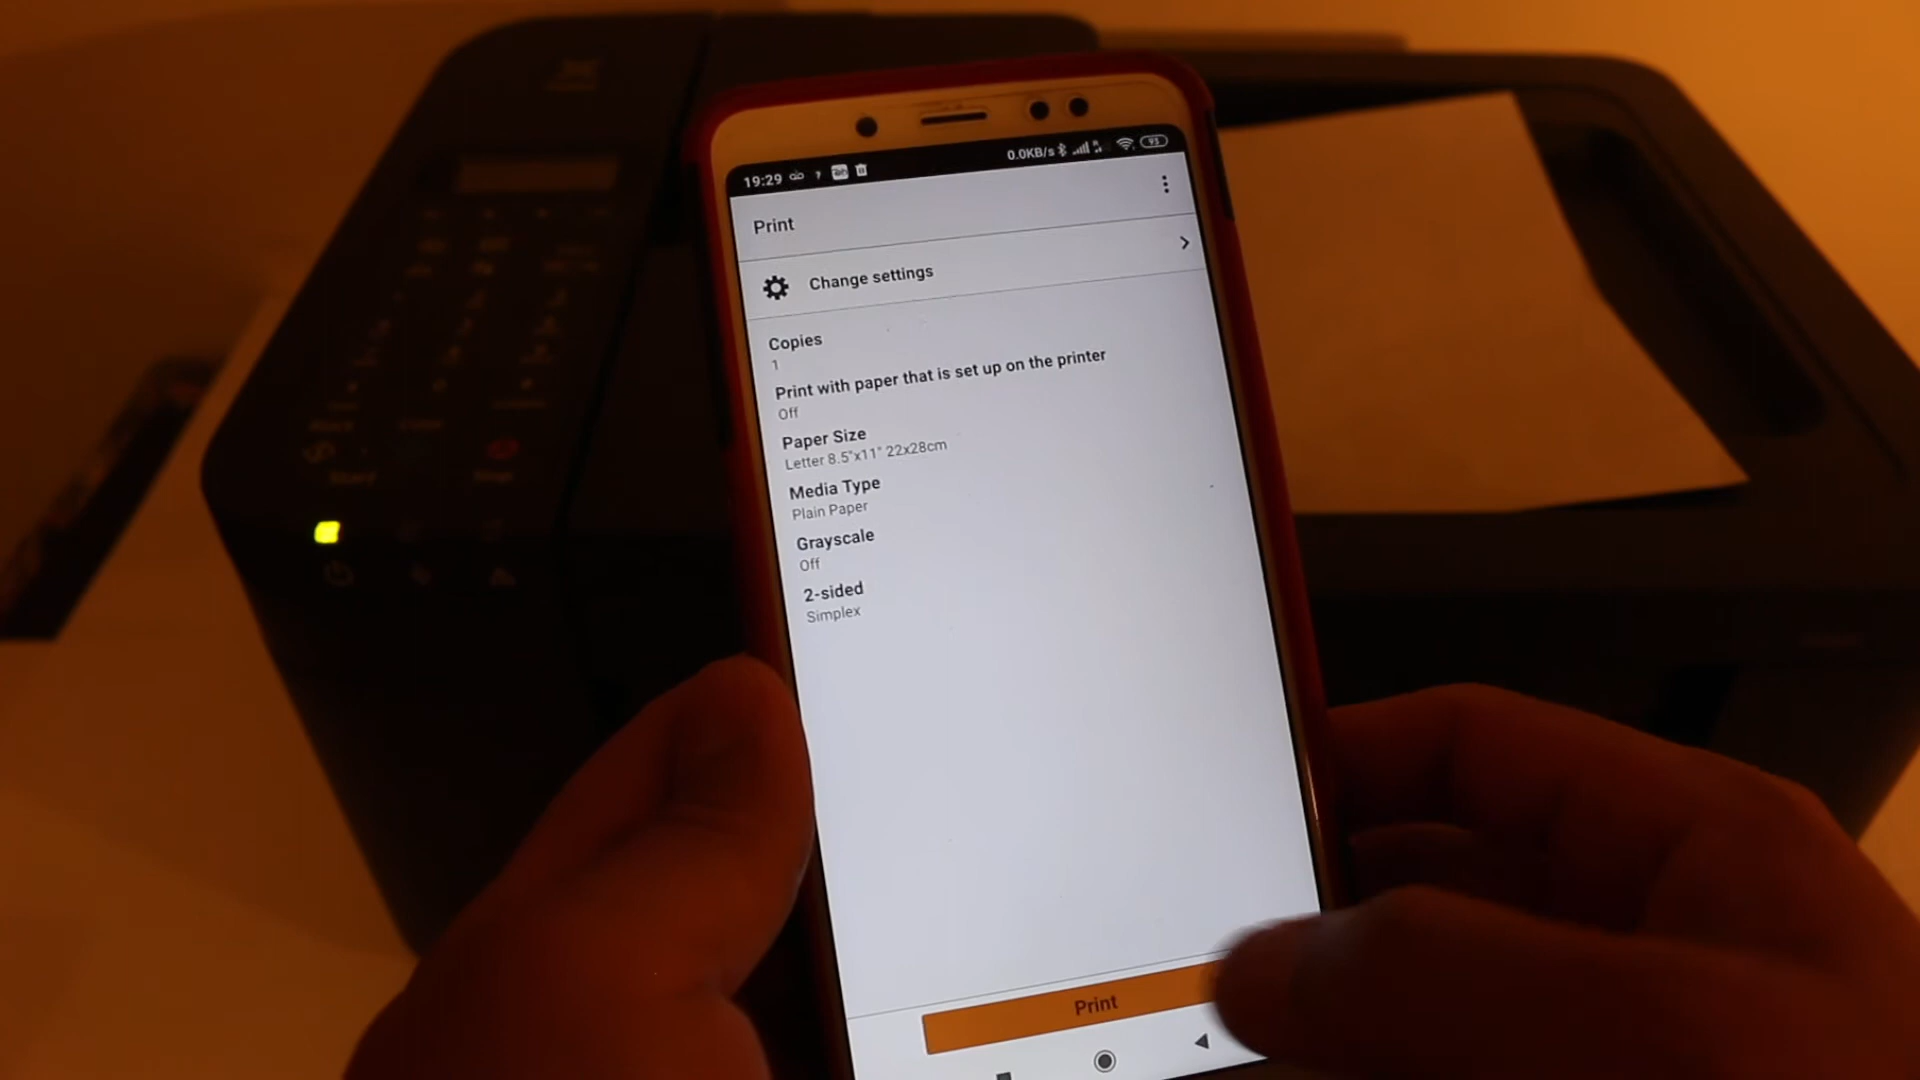 19:29
0.0KB/s
93
Print
Change settings
Copies
1
Print with paper that is set up on the printer
Off
Paper Size
Letter 8.5"x11" 22x28cm
Media Type
Plain Paper
Grayscale
Off
2-sided
Simplex
Print